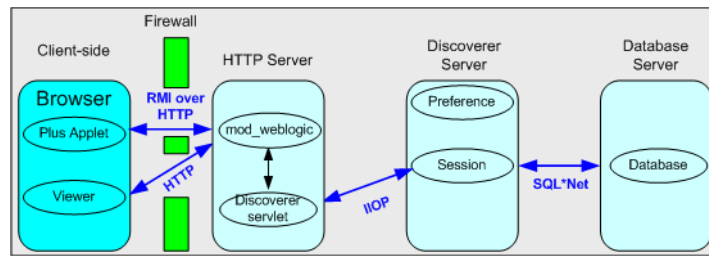 Firewall
Client-side
HTTP Server
Discoverer
Server
Database
Server
Browser
Plus Applet
Viewer
RMI over
HTTP
HTTP
mod_weblogic
Discoverer
servlet
IIOP
Preference
Session
SQL*Net
Database